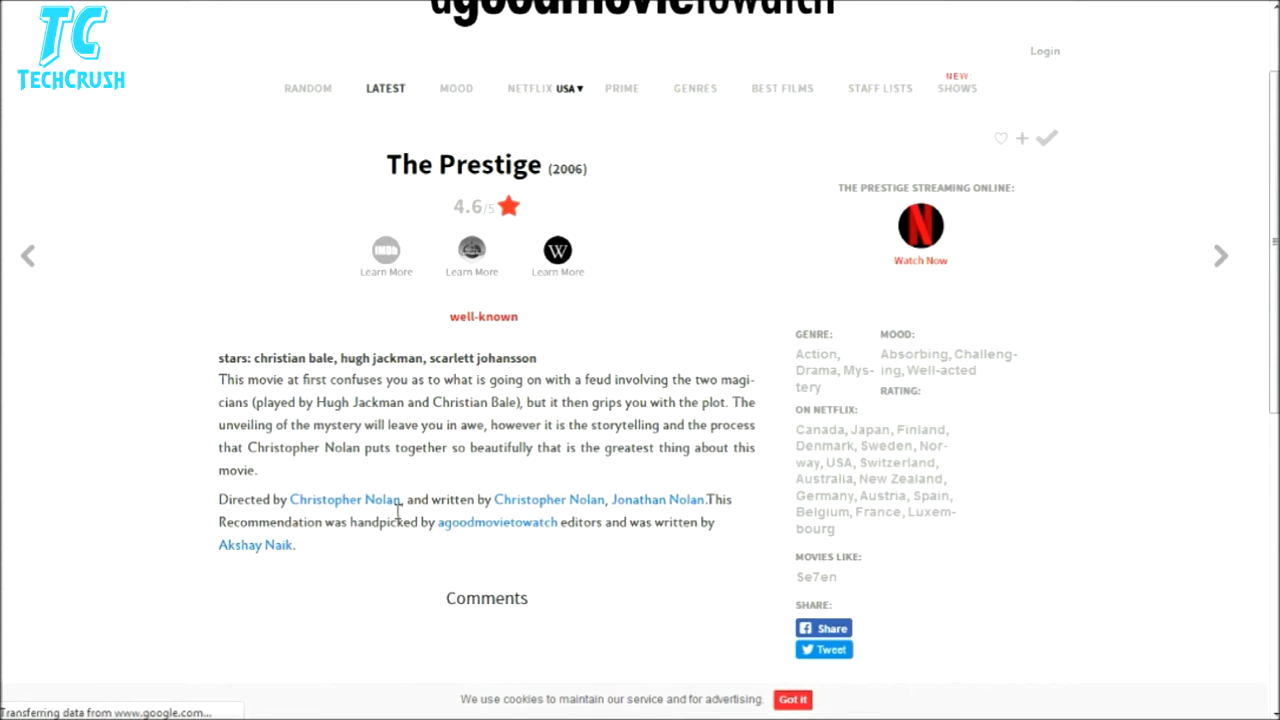 agoodmovietowatch
TC
TECHCRUSH
Login
NEW:
RANDOM LATEST MOOD NETFLIX USA▼ PRIME GENRES BEST FILMS STAFF LISTS SHOWS
The Prestige (2006)
4.6/5
THE PRESTIGE STREAMING ONLINE:
N
Watch Now
IMDb W
Learn More Learn More Learn More
well-known
stars: christian bale, hugh jackman, scarlett johansson
This movie at first confuses you as to what is going on with a feud involving the two magi-
cians (played by Hugh Jackman and Christian Bale), but it then grips you with the plot. The
unveiling of the mystery will leave you in awe, however it is the storytelling and the process
that Christopher Nolan puts together so beautifully that is the greatest thing about this
movie.
Directed by Christopher Nolan, and written by Christopher Nolan, Jonathan Nolan.This
Recommendation was handpicked by agoodmovietowatch editors and was written by
Akshay Naik.
Comments
GENRE:
Action,
Drama, Mys-
tery
MOOD:
Absorbing, Challeng-
ing, Well-acted
RATING:
ON NETFLIX:
Canada, Japan, Finland,
Denmark, Sweden, Nor-
way, USA, Switzerland,
Australia, New Zealand,
Germany, Austria, Spain,
Belgium, France, Luxem-
bourg
MOVIES LIKE:
Se7en
SHARE:
Share
Tweet
We use cookies to maintain our service and for advertising. Got it
Transferring data from www.google.com...